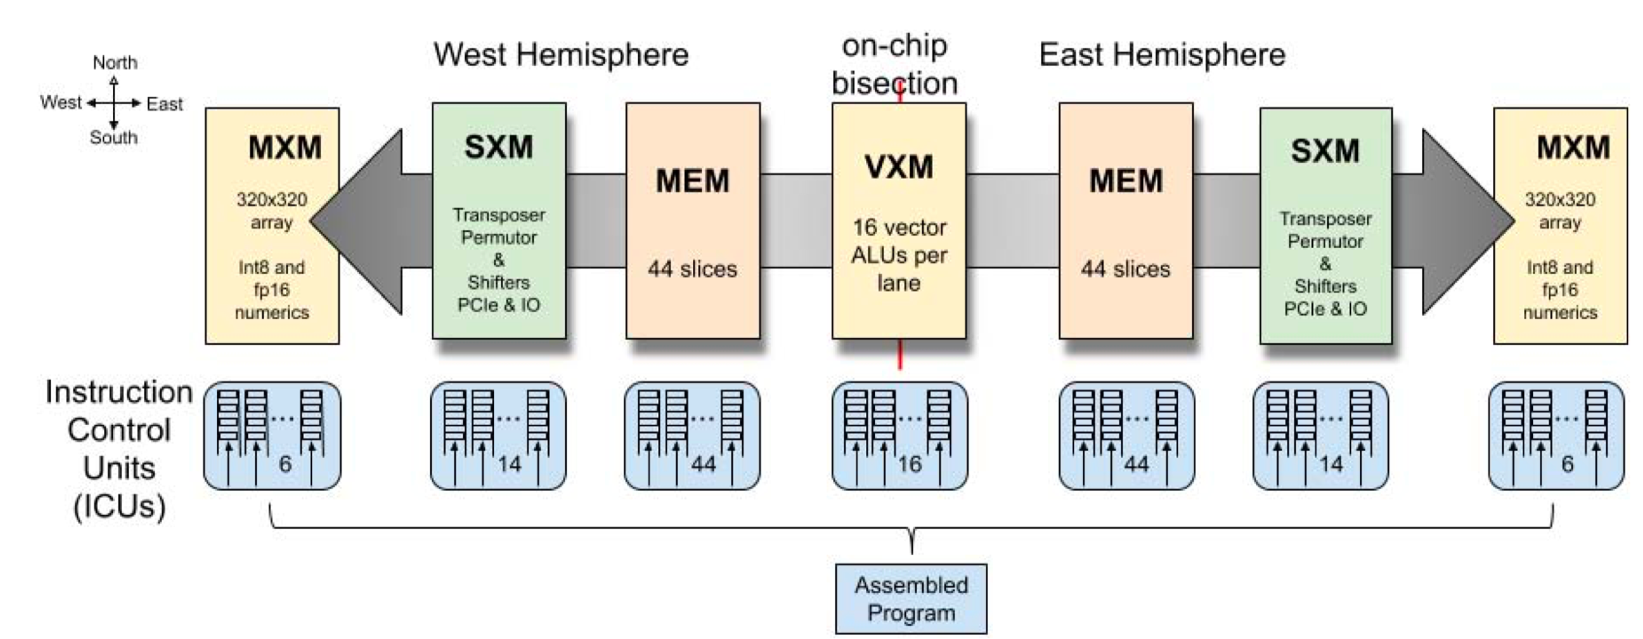 West Hemisphere
on-chip
bisection
East Hemisphere
North
West
East
South
MXM
320x320
array
Int8 and
fp16
numerics
SXM
Transposer
Permutor
&
Shifters
PCIe & IO
MEM
44 slices
VXM
16 vector
ALUs per
lane
MEM
44 slices
SXM
Transposer
Permutor
&
Shifters
PCIe & IO
MXM
320x320
array
Int8 and
fp16
numerics
Instruction
Control
Units
(ICUs)
...
6
...
14
...
44
...
16
...
44
...
14
...
6
Assembled
Program